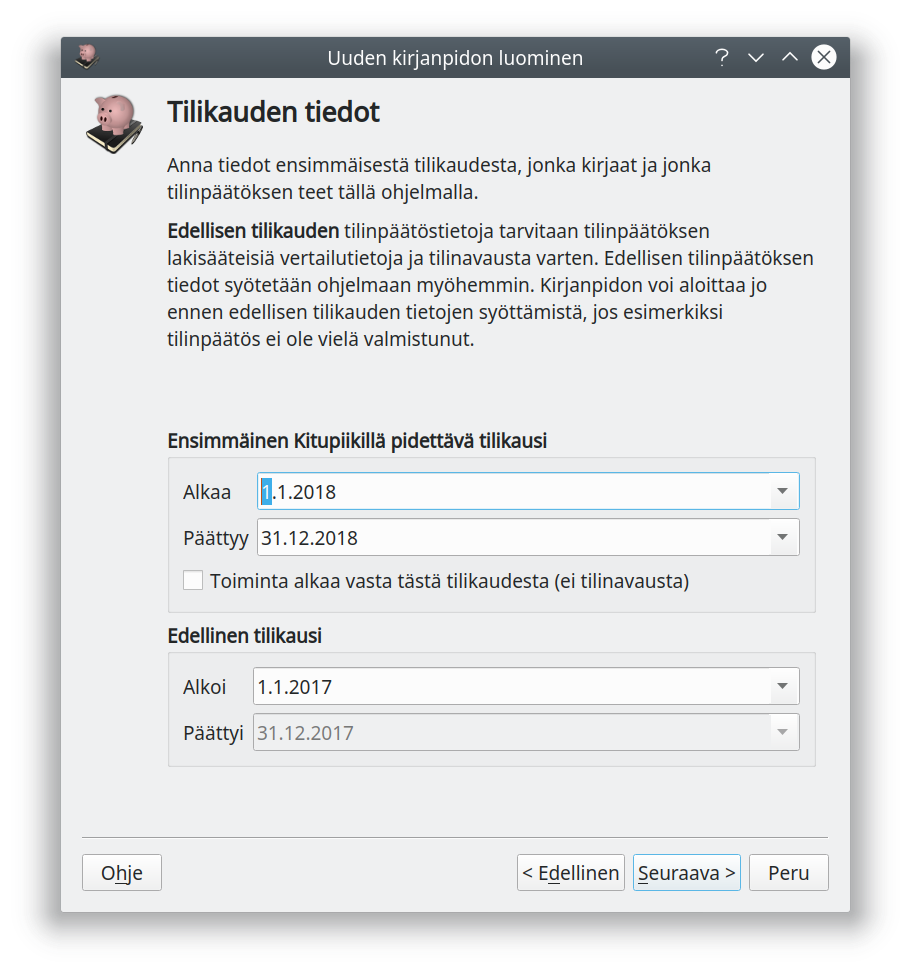 Uuden kirjanpidon luominen
Tilikauden tiedot
Anna tiedot ensimmäisestä tilikaudesta, jonka kirjaat ja jonka
tilinpäätöksen teet tällä ohjelmalla.
Edellisen tilikauden tilinpäätöstietoja tarvitaan tilinpäätöksen
lakisääteisiä vertailutietoja ja tilinavausta varten. Edellisen tilinpäätöksen
tiedot syötetään ohjelmaan myöhemmin. Kirjanpidon voi aloittaa jo
ennen edellisen tilikauden tietojen syöttämistä, jos esimerkiksi
tilinpäätös ei ole vielä valmistunut.
Ensimmäinen Kitupiikillä pidettävä tilikausi
Alkaa 1.1.2018
Päättyy 31.12.2018
Toiminta alkaa vasta tästä tilikaudesta (ei tilinavausta)
Edellinen tilikausi
Alkoi 1.1.2017
Päättyi 31.12.2017
Ohje < Edellinen Seuraava > Peru